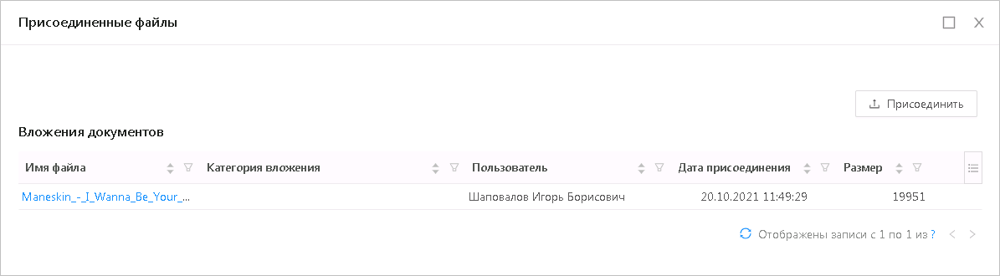 Присоединенные файлы
Присоединить
Вложения документов
Имя файла Категория вложения Пользователь Дата присоединения Размер
Maneskin_-_I_Wanna_Be_Your_... Шаповалов Игорь Борисович 20.10.2021 11:49:29 19951
Отображены записи с 1 по 1 из ?